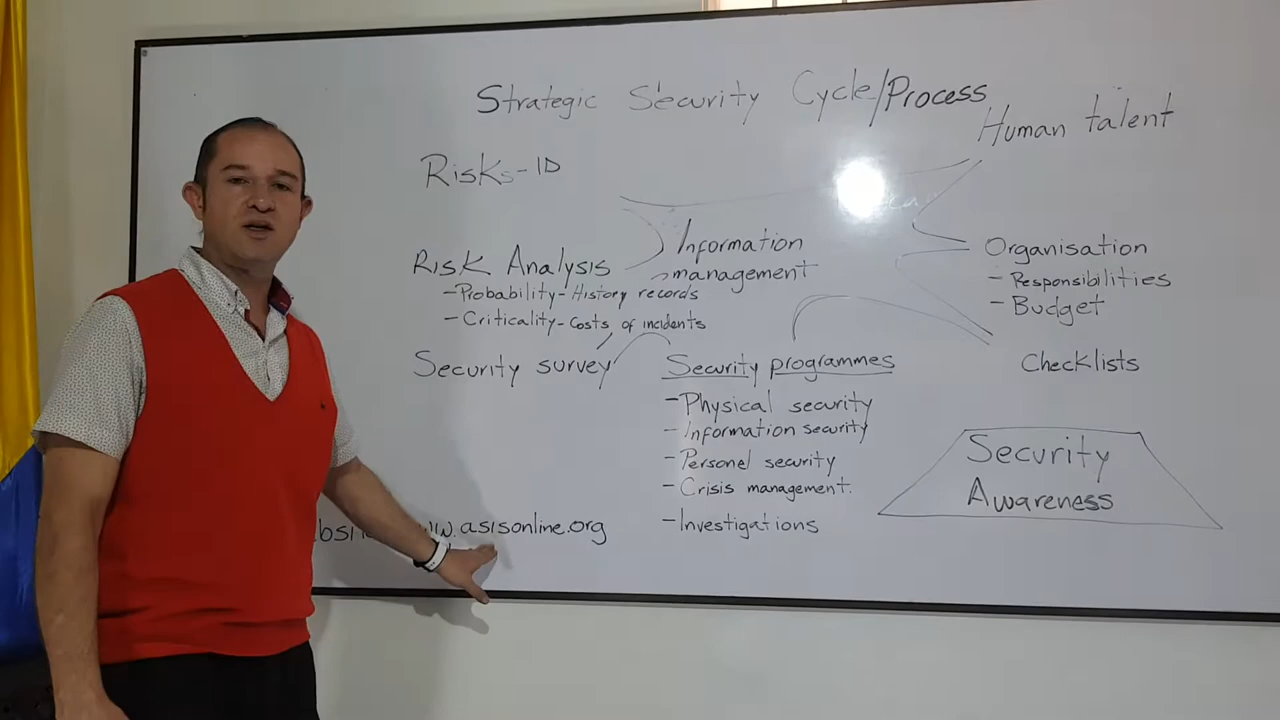 Strategic Security Cycle/Process
Human talent
Risks-ID
Information
management
Risk Analysis
-Probability-History records
-Criticality-Costs of incidents
Organisation
-Responsibilities
-Budget
Security survey
Security programmes
-Physical security
-Information security
-Personel security
-Crisis management.
-Investigations
Checklists
Security
Awareness
www.asisonline.org